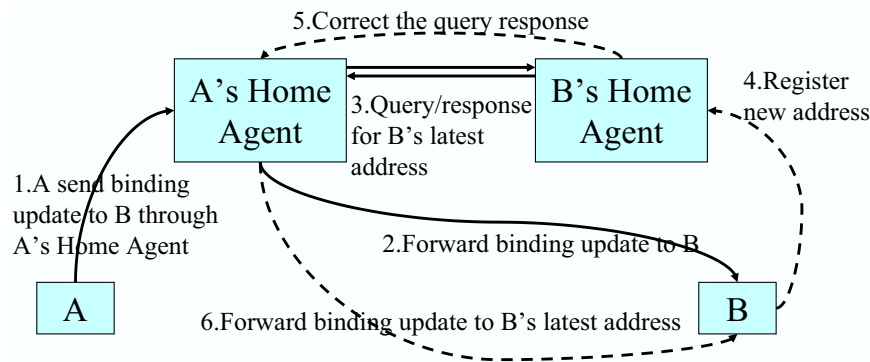 5.Correct the query response
A's Home
Agent
B's Home
Agent
4.Register
new address
3.Query/response
for B's latest
address
1.A send binding
update to B through
A's Home Agent
2.Forward binding update to B
A
B
6.Forward binding update to B's latest address